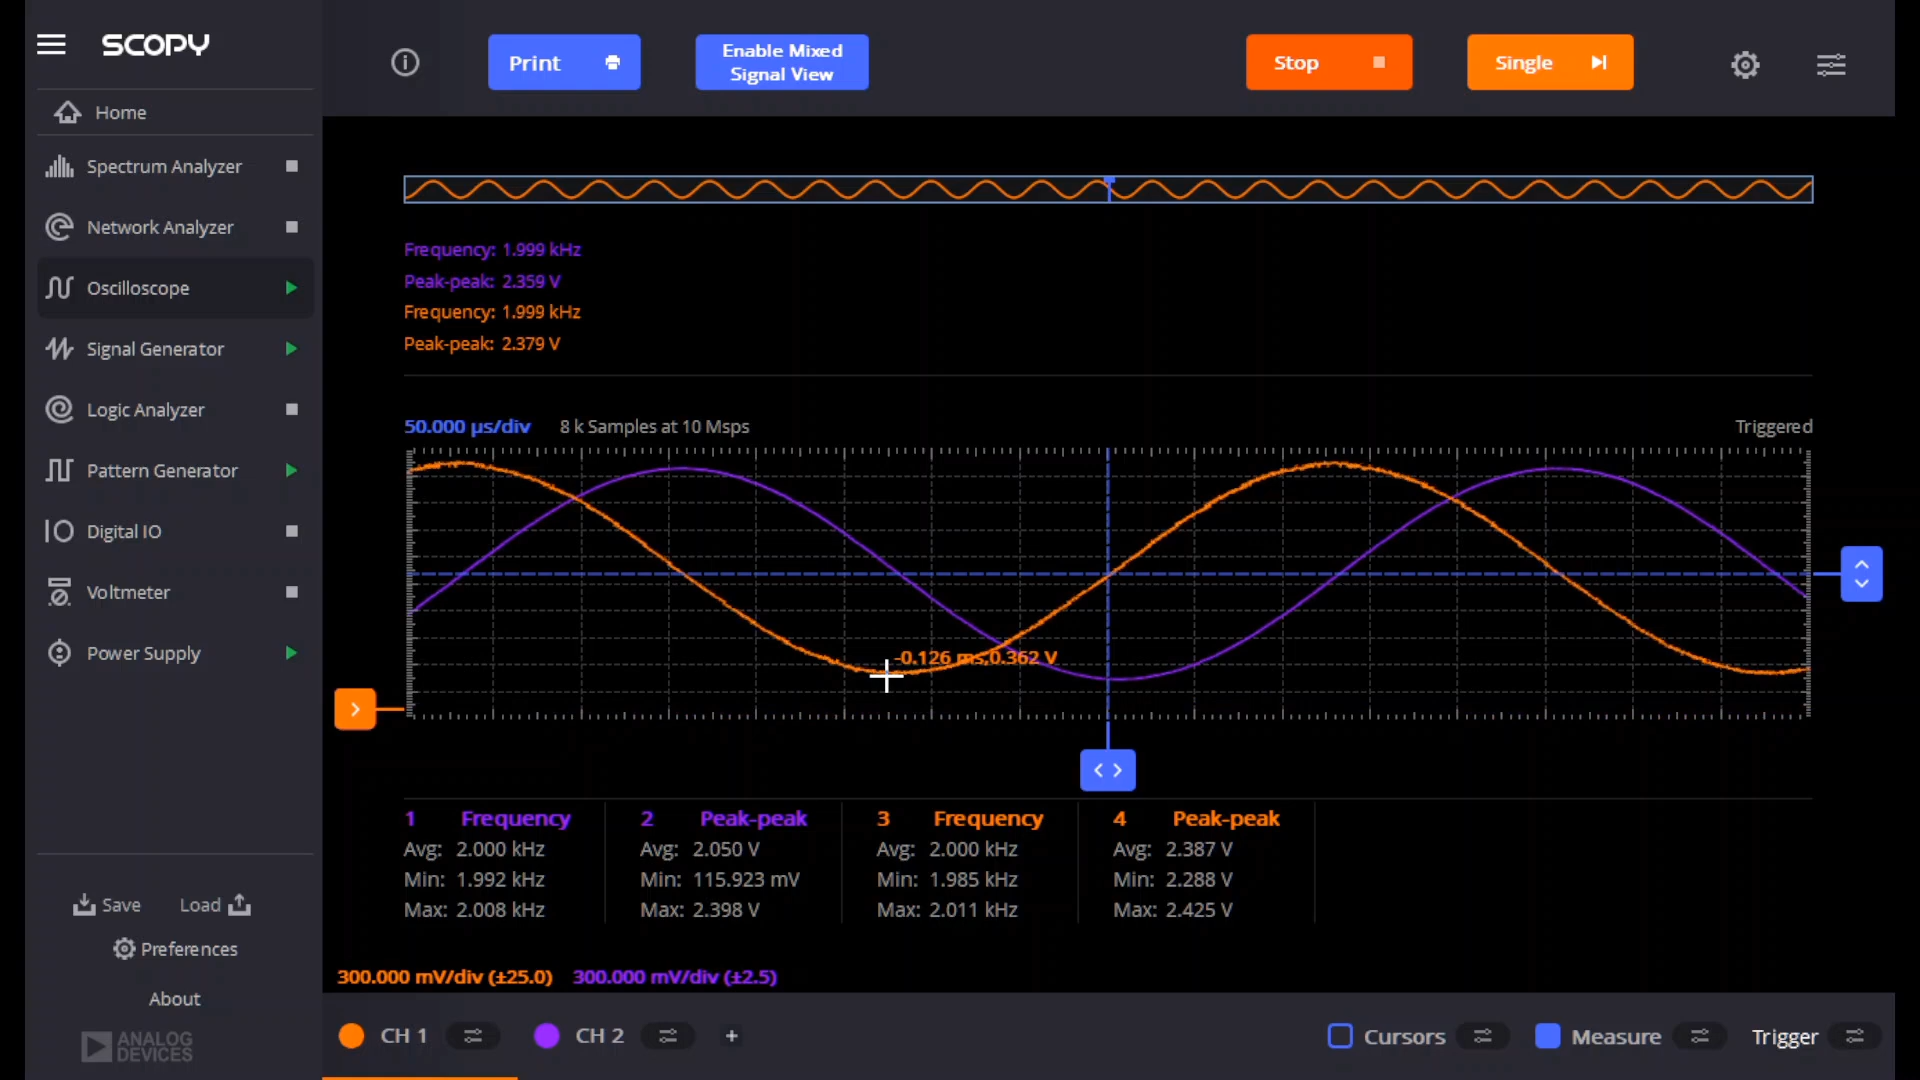 SCOPY
Home
Spectrum Analyzer
Network Analyzer
Oscilloscope
Signal Generator
Logic Analyzer
Pattern Generator
Digital IO
Voltmeter
Power Supply
Save Load
Preferences
About
ANALOG
DEVICES
Print
Enable Mixed
Signal View
Stop
Single
Frequency: 1.999 kHz
Peak-peak: 2.359 V
Frequency: 1.999 kHz
Peak-peak: 2.379 V
50.000 µs/div 8 k Samples at 10 Msps Triggered
-0.126 ms,0.362 V
1 Frequency 2 Peak-peak 3 Frequency 4 Peak-peak
Avg: 2.000 kHz Avg: 2.050 V Avg: 2.000 kHz Avg: 2.387 V
Min: 1.992 kHz Min: 115.923 mV Min: 1.985 kHz Min: 2.288 V
Max: 2.008 kHz Max: 2.398 V Max: 2.011 kHz Max: 2.425 V
300.000 mV/div (±25.0) 300.000 mV/div (±2.5)
CH 1 CH 2 + Cursors Measure Trigger